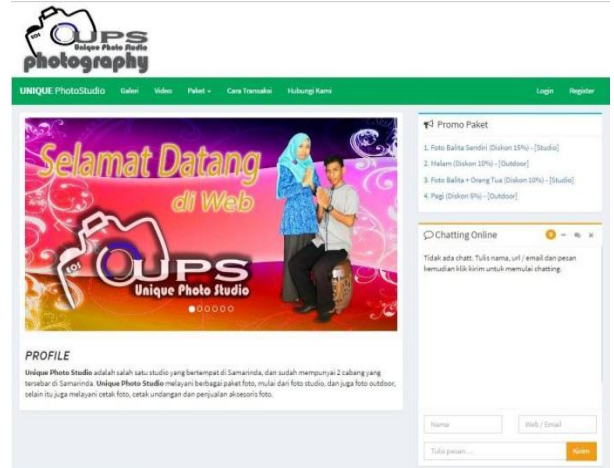 EOS
UPS
Unique Photo Studio
photography
UNIQUE PhotoStudio Galeri Video Paket Cara Transaksi Hubungi Kami Login Register
Selamat Datang
di Web
EOS
UPS
Unique Photo Studio
PROFILE
Unique Photo Studio adalah salah satu studio yang bertempat di Samarinda, dan sudah mempunyai 2 cabang yang
tersebar di Samarinda. Unique Photo Studio melayani berbagai paket foto, mulai dari foto studio, dan juga foto outdoor,
selain itu juga melayani cetak foto, cetak undangan dan penjualan aksesoris foto.
Promo Paket
1. Foto Balita Sendiri (Diskon 15%) - [Studio]
2. Malam (Diskon 10%) - [Outdoor]
3. Foto Balita + Orang Tua (Diskon 10%) - [Studio]
4. Pagi (Diskon 5%) - [Outdoor]
Chatting Online
Tidak ada chatt. Tulis nama, url / email dan pesan
kemudian klik kirim untuk memulai chatting.
Nama Web / Email
Tulis pesan ... Kirim